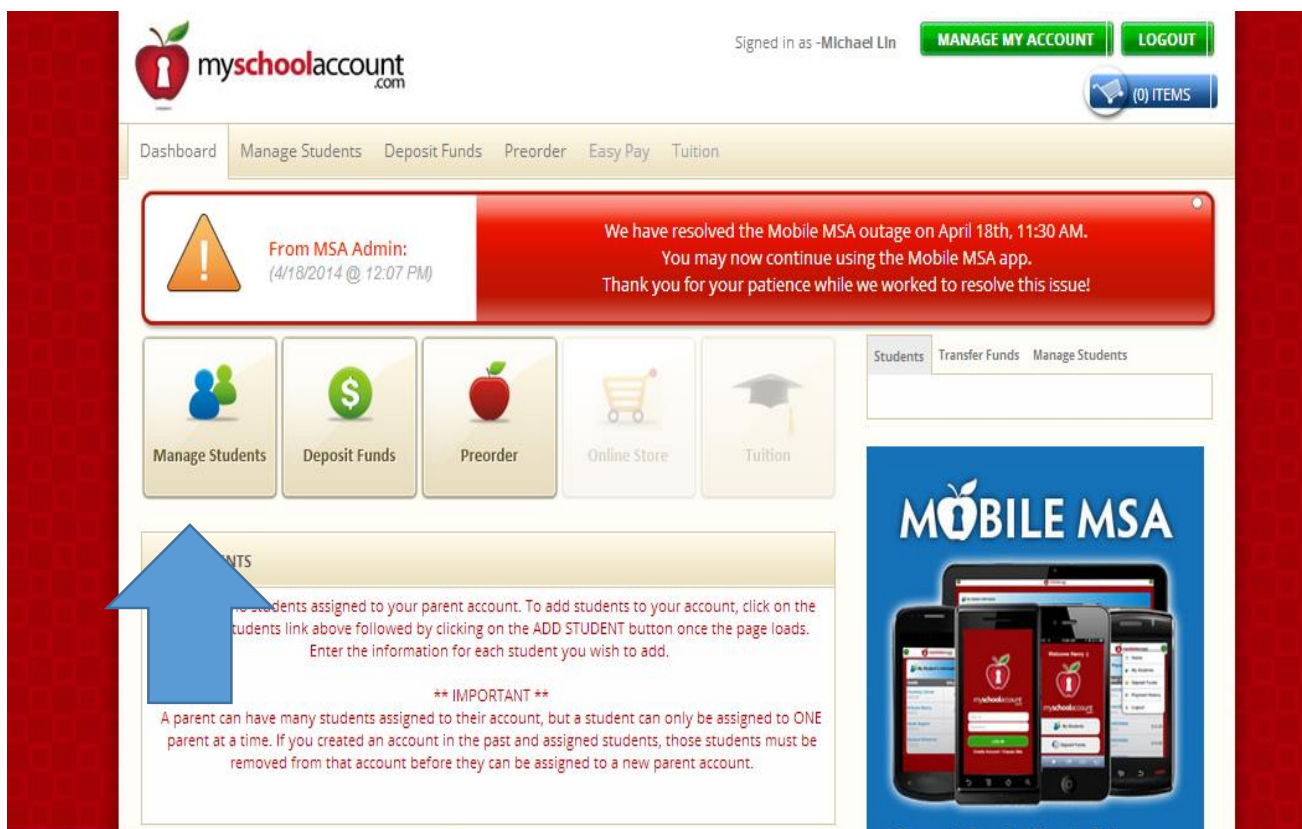 myschoolaccount
.com
Signed in as -Michael Lin
MANAGE MY ACCOUNT
LOGOUT
(0) ITEMS
Dashboard Manage Students Deposit Funds Preorder Easy Pay Tuition
From MSA Admin:
(4/18/2014 @ 12:07 PM)
We have resolved the Mobile MSA outage on April 18th, 11:30 AM.
You may now continue using the Mobile MSA app.
Thank you for your patience while we worked to resolve this issue!
Manage Students
Deposit Funds
Preorder
Online Store
Tuition
Students Transfer Funds Manage Students
NTS
students assigned to your parent account. To add students to your account, click on the
tudents link above followed by clicking on the ADD STUDENT button once the page loads.
Enter the information for each student you wish to add.
** IMPORTANT **
A parent can have many students assigned to their account, but a student can only be assigned to ONE
parent at a time. If you created an account in the past and assigned students, those students must be
removed from that account before they can be assigned to a new parent account.
MOBILE MSA
myschoolaccount
myschoolaccount
My Students
Deposit Funds